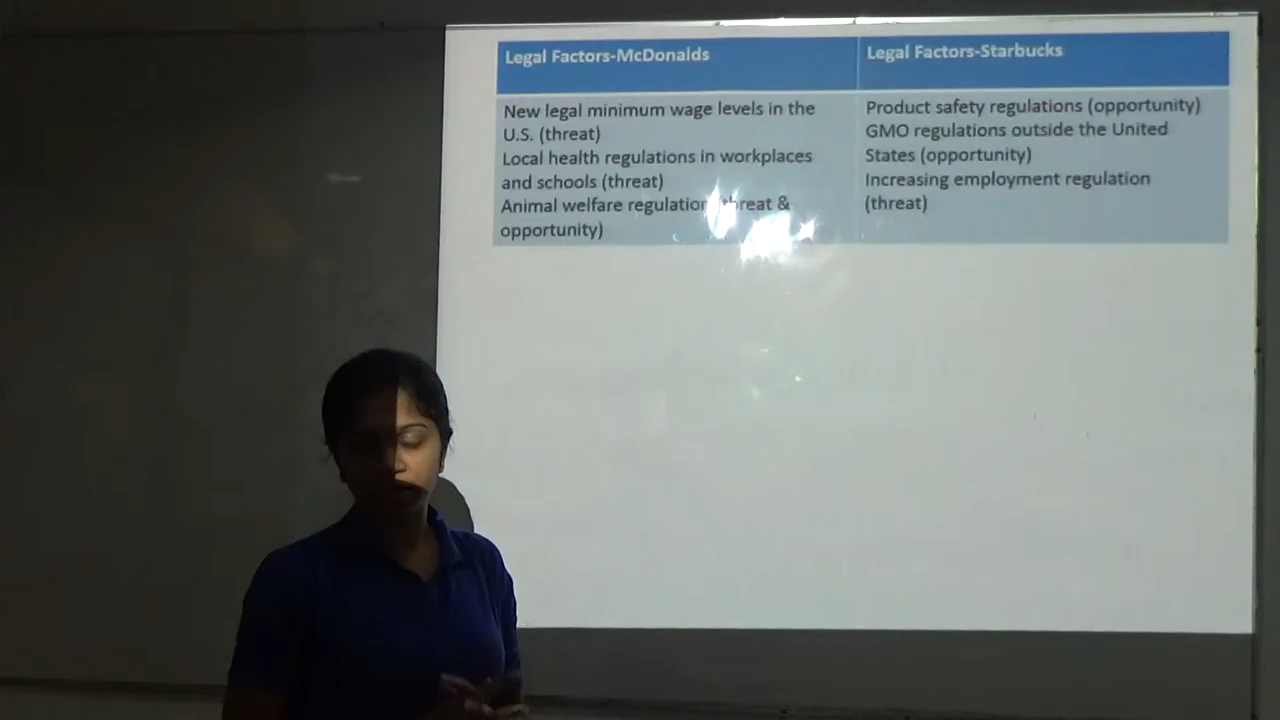 Legal Factors-McDonalds
New legal minimum wage levels in the
U.S. (threat)
Local health regulations in workplaces
and schools (threat)
Animal welfare regulation threat &
opportunity)
Legal Factors-Starbucks
Product safety regulations (opportunity)
GMO regulations outside the United
States (opportunity)
Increasing employment regulation
(threat)